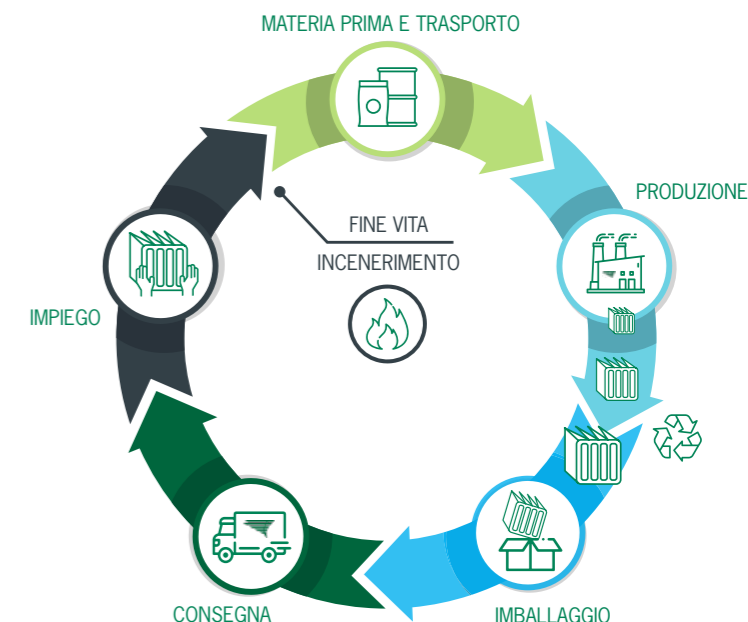 MATERIA PRIMA E TRASPORTO
PRODUZIONE
FINE VITA
INCENERIMENTO
IMPIEGO
CONSEGNA
IMBALLAGGIO